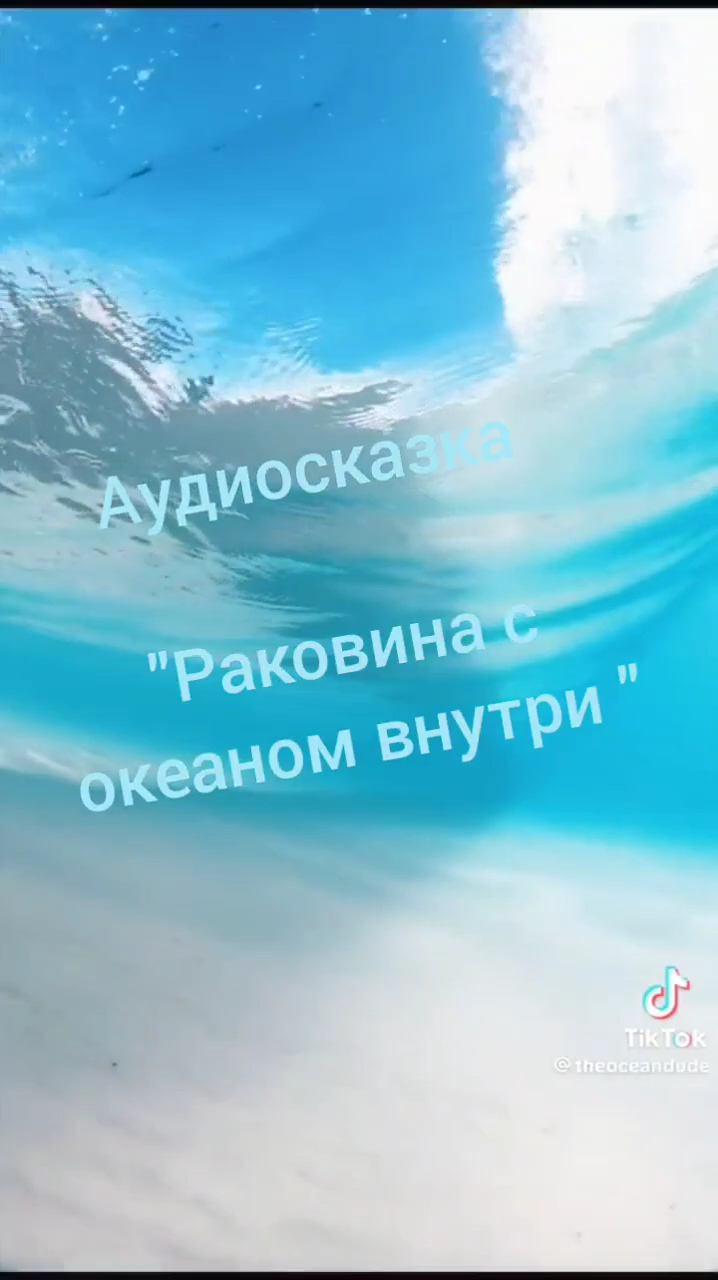 Аудиосказка
"Раковина с
океаном внутри "
TikTok
@theoceandude